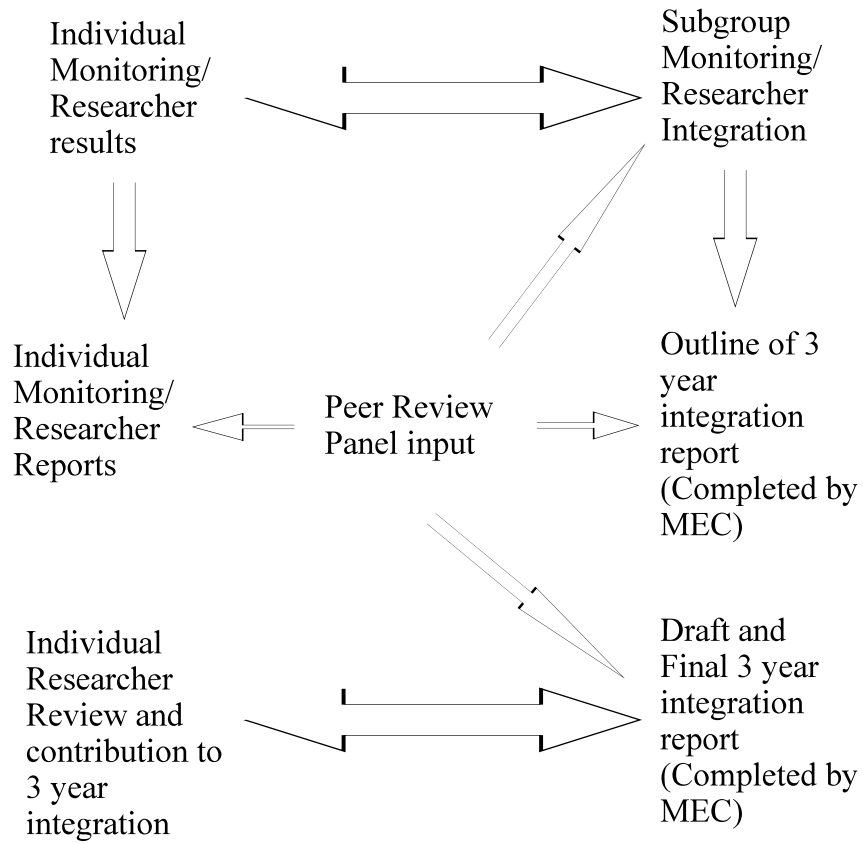 Individual
Monitoring/
Researcher
results
Subgroup
Monitoring/
Researcher
Integration
Individual
Monitoring/
Researcher
Reports
Peer Review
Panel input
Outline of 3
year
integration
report
(Completed by
MEC)
Individual
Researcher
Review and
contribution to
3 year
integration
Draft and
Final 3 year
integration
report
(Completed by
MEC)